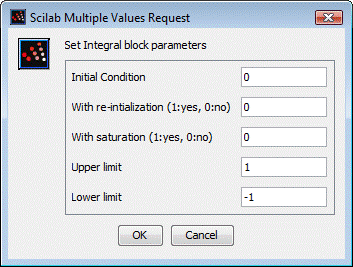 Scilab Multiple Values Request
Set Integral block parameters
Initial Condition 0
With re-intialization (1:yes, 0:no) 0
With saturation (1:yes, 0:no) 0
Upper limit 1
Lower limit -1
OK Cancel